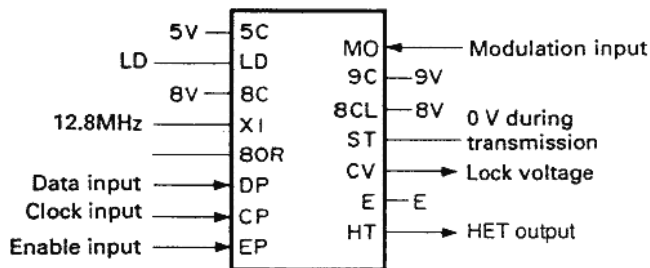 5V 5C
LD LD
8V 8C
12.8MHz XI
8OR
Data input DP
Clock input CP
Enable input EP
MO Modulation input
9C 9V
8CL 8V
ST 0 V during
transmission
CV Lock voltage
E E
HT HET output